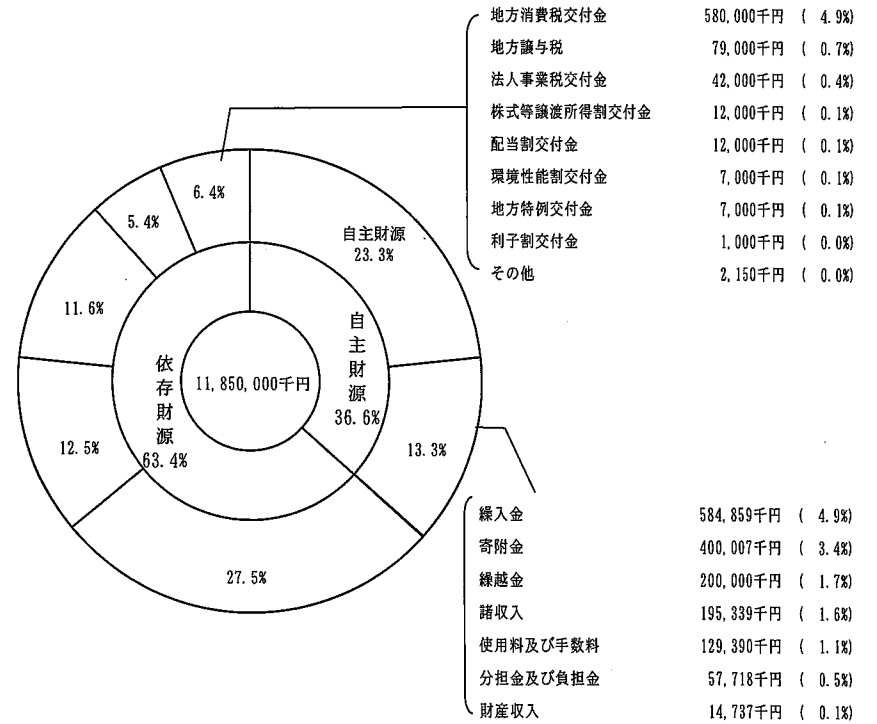 地方消費税交付金 580,000千円 ( 4.9%)
地方譲与税 79,000千円 ( 0.7%)
法人事業税交付金 42,000千円 ( 0.4%)
株式等譲渡所得割交付金 12,000千円 ( 0.1%)
配当割交付金 12,000千円 ( 0.1%)
環境性能割交付金 7,000千円 ( 0.1%)
地方特例交付金 7,000千円 ( 0.1%)
利子割交付金 1,000千円 ( 0.0%)
その他 2,150千円 ( 0.0%)
6.4%
5.4%
自主財源
23.3%
11.6%
自主財源
36.6%
依存財源
63.4%
11,850,000千円
12.5%
13.3%
27.5%
繰入金 584,859千円 ( 4.9%)
寄附金 400,007千円 ( 3.4%)
繰越金 200,000千円 ( 1.7%)
諸収入 195,339千円 ( 1.6%)
使用料及び手数料 129,390千円 ( 1.1%)
分担金及び負担金 57,718千円 ( 0.5%)
財産収入 14,737千円 ( 0.1%)